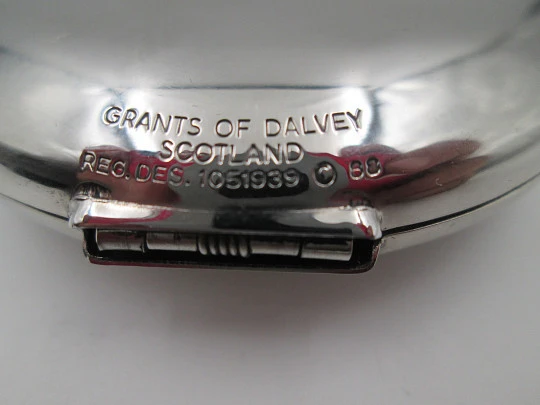 GRANTS OF DALVEY
SCOTLAND
REG. DES. 1051939 © 88